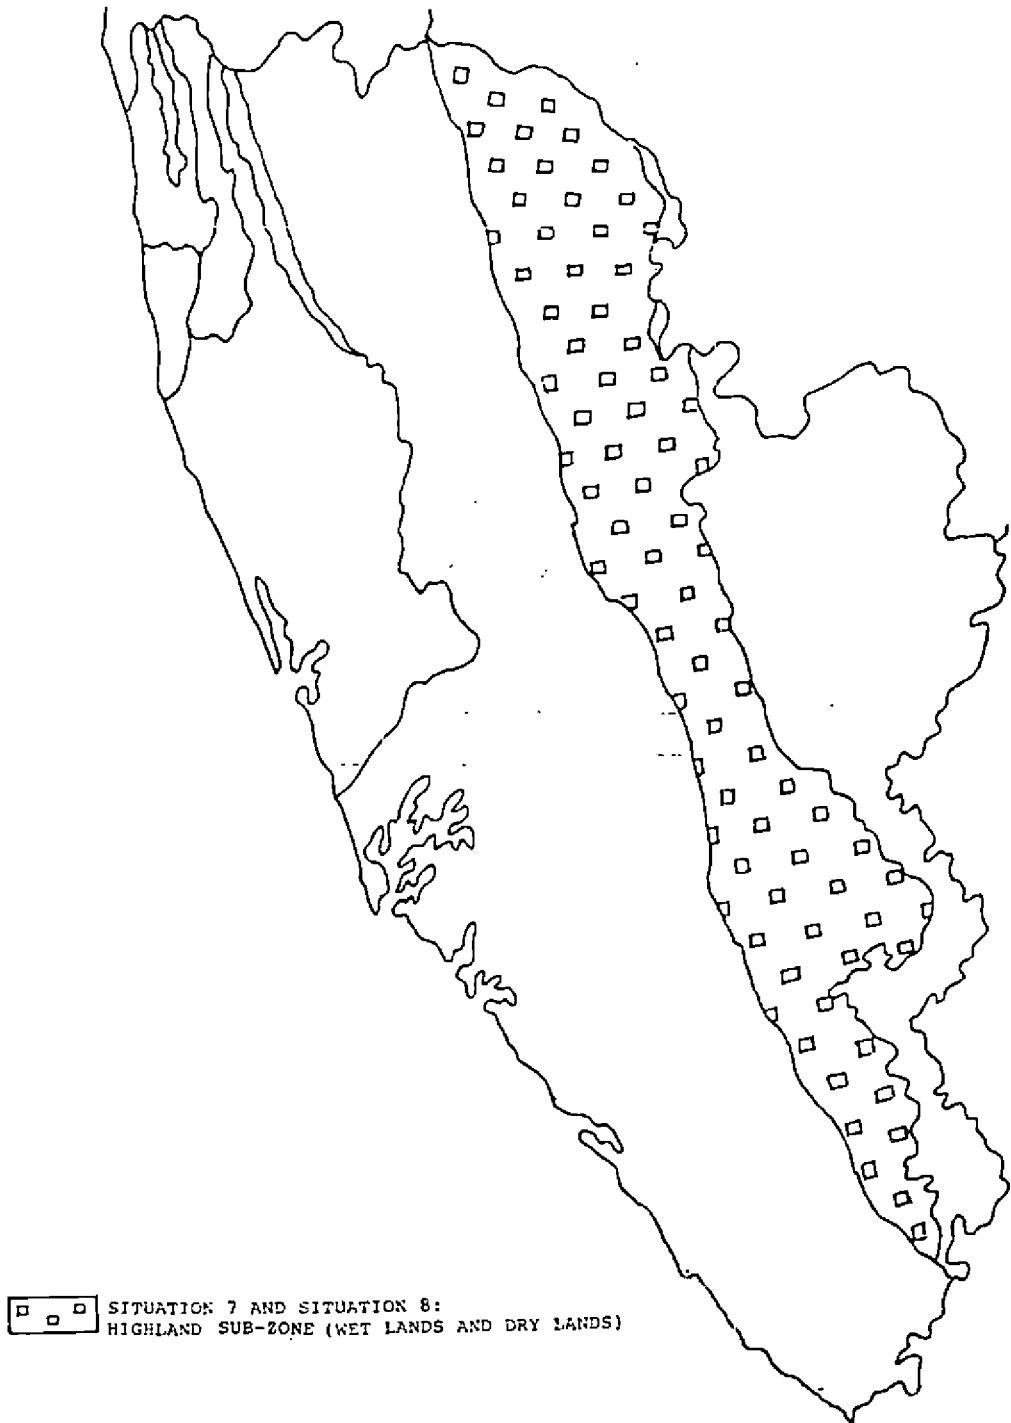 SITUATION 7 AND SITUATION 8:
HIGHLAND SUB-ZONE (WET LANDS AND DRY LANDS)